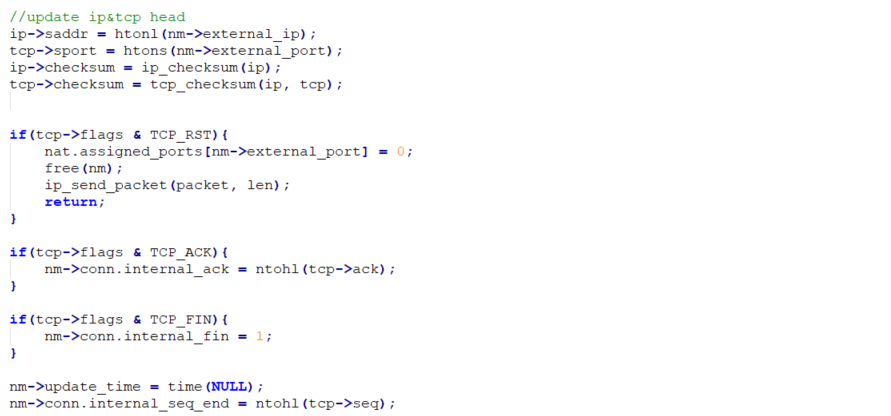 //update ip&tcp head
ip->saddr = htonl(nm->external_ip);
tcp->sport = htons(nm->external_port);
ip->checksum = ip_checksum(ip);
tcp->checksum = tcp_checksum(ip, tcp);
if(tcp->flags & TCP_RST){
    nat.assigned_ports[nm->external_port] = 0;
    free(nm);
    ip_send_packet(packet, len);
    return;
}
if(tcp->flags & TCP_ACK){
    nm->conn.internal_ack = ntohl(tcp->ack);
}
if(tcp->flags & TCP_FIN){
    nm->conn.internal_fin = 1;
}
nm->update_time = time(NULL);
nm->conn.internal_seq_end = ntohl(tcp->seq);